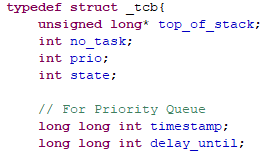 typedef struct _tcb{
unsigned long* top_of_stack;
int no_task;
int prio;
int state;
// For Priority Queue
long long int timestamp;
long long int delay_until;